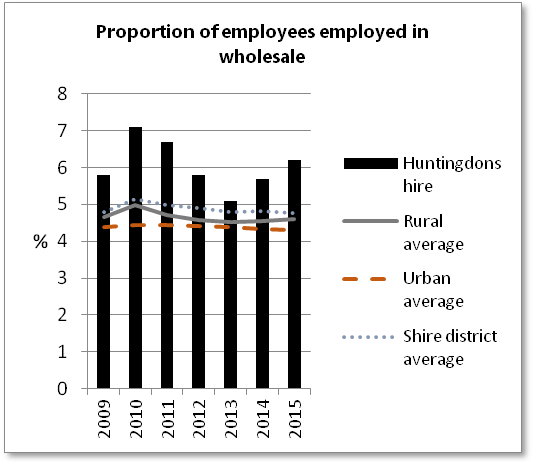 Proportion of employees employed in
wholesale
8
7
6
5
4
3
2
1
0
%
2009
2010
2011
2012
2013
2014
2015
Huntingdons
hire
Rural
average
Urban
average
Shire district
average